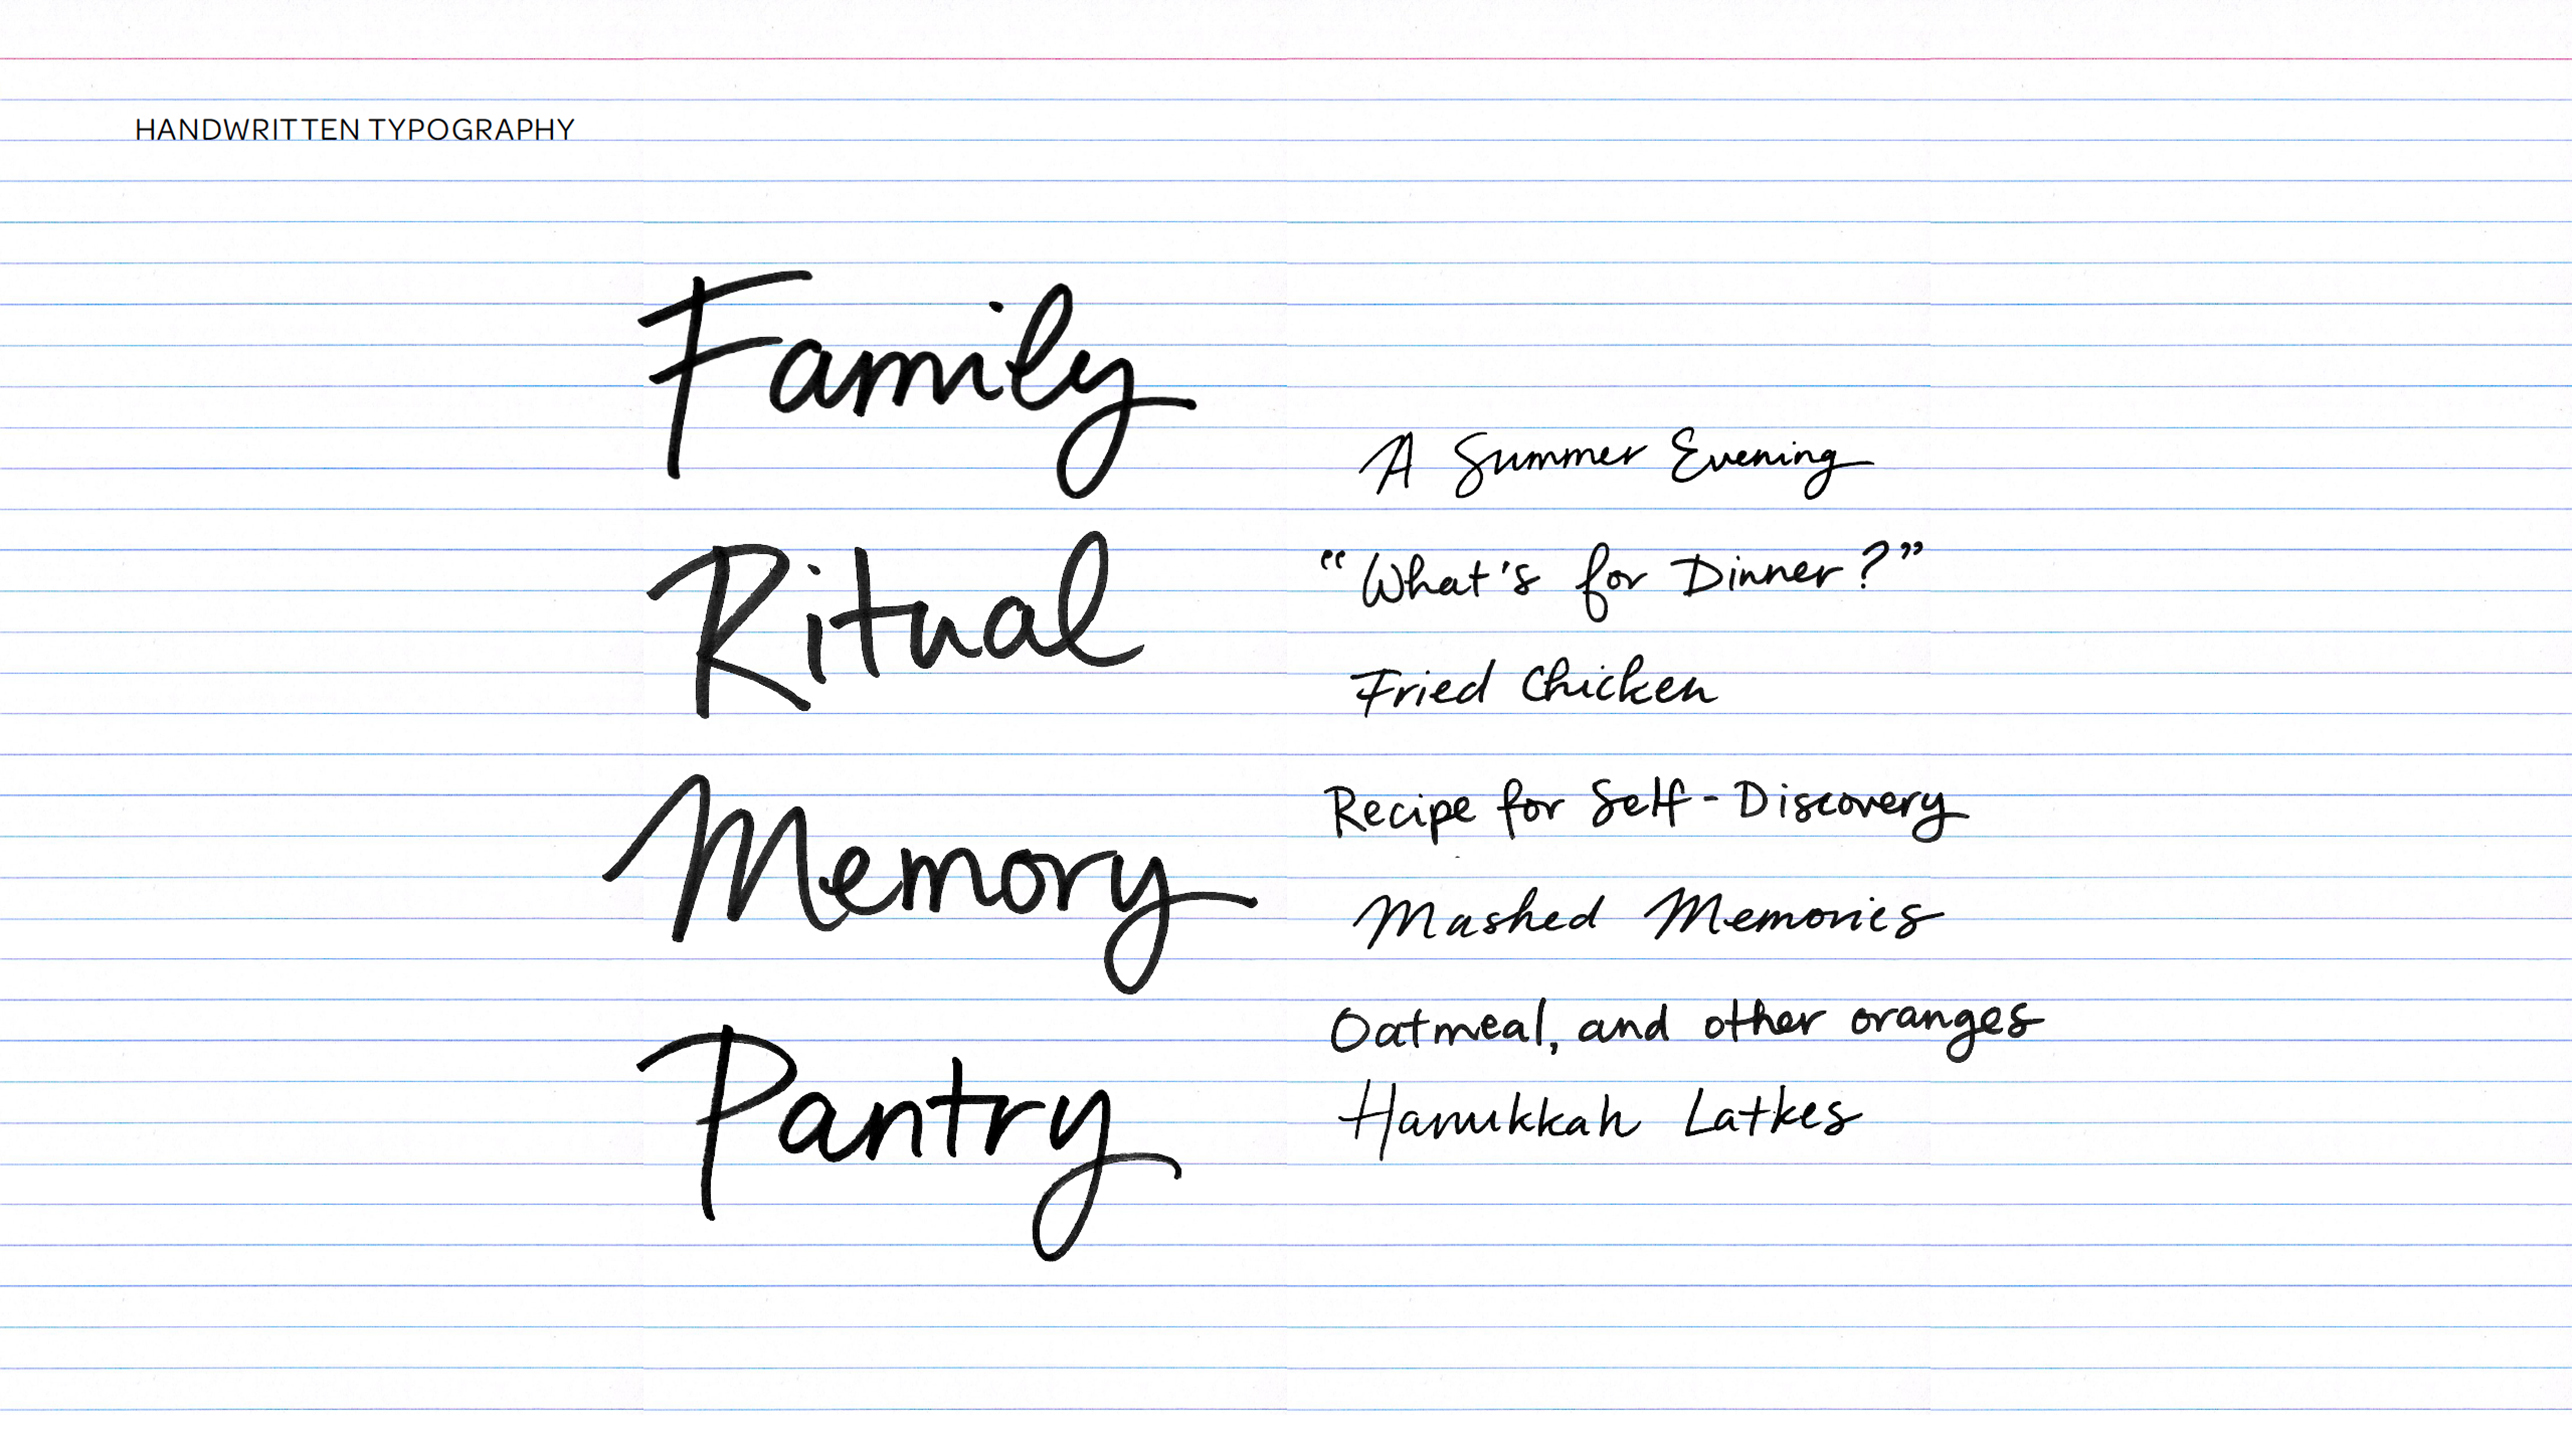 HANDWRITTEN TYPOGRAPHY
Family
Ritual
Memory
Pantry
A Summer Evening
“What's for Dinner?”
Fried Chicken
Recipe for Self-Discovery
Mashed Memories
Oatmeal, and other oranges
Hanukkah Latkes